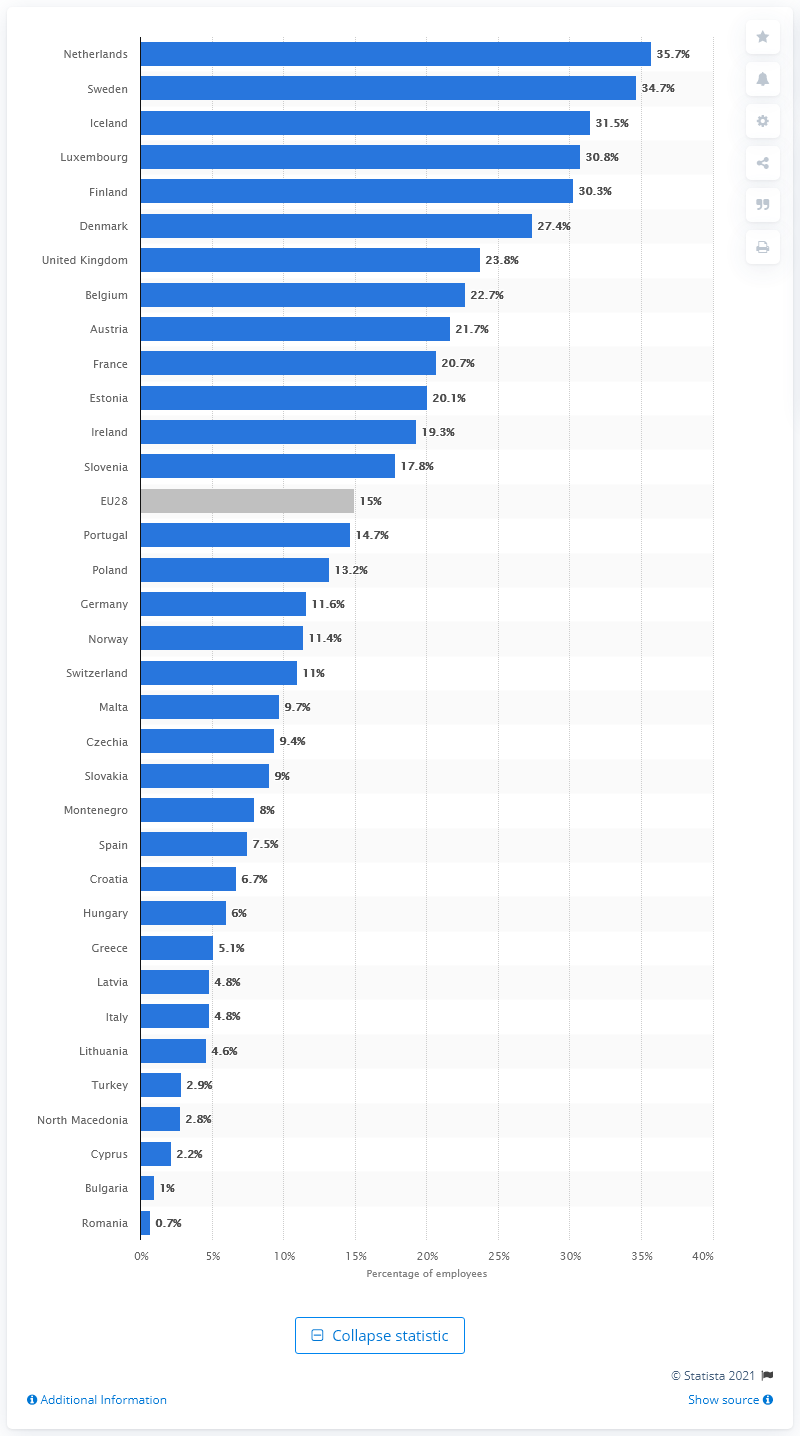 Netherlands 35.7%
Sweden 34.7%
Iceland 31.5%
Luxembourg 30.8%
Finland 30.3%
Denmark 27.4%
United Kingdom 23.8%
Belgium 22.7%
Austria 21.7%
France 20.7%
Estonia 20.1%
Ireland 19.3%
Slovenia 17.8%
EU28 15%
Portugal 14.7%
Poland 13.2%
Germany 11.6%
Norway 11.4%
Switzerland 11%
Malta 9.7%
Czechia 9.4%
Slovakia 9%
Montenegro 8%
Spain 7.5%
Croatia 6.7%
Hungary 6%
Greece 5.1%
Latvia 4.8%
Italy 4.8%
Lithuania 4.6%
Turkey 2.9%
North Macedonia 2.8%
Cyprus 2.2%
Bulgaria 1%
Romania 0.7%
0% 5% 10% 15% 20% 25% 30% 35% 40%
Percentage of employees
Collapse statistic
© Statista 2021
Additional Information Show source